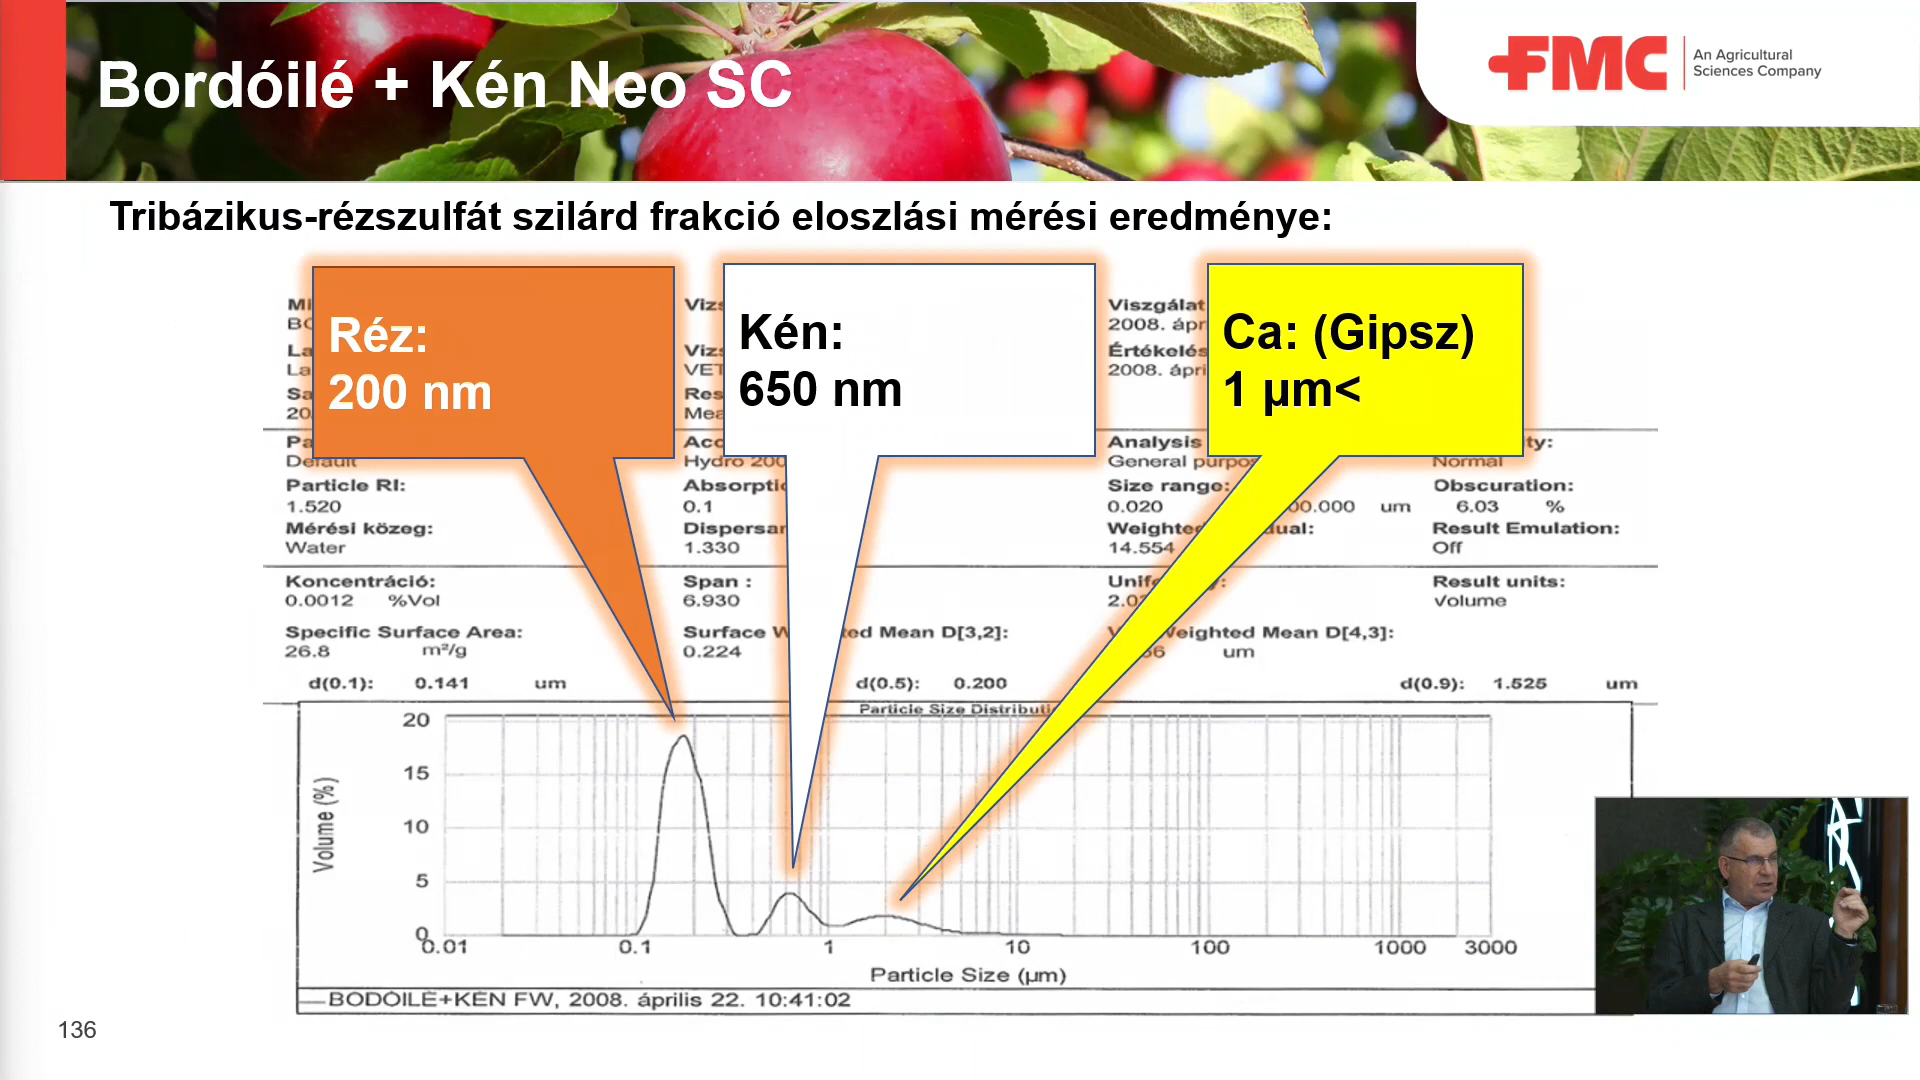 Bordóilé + Kén Neo SC
FMC
An Agricultural
Sciences Company
Tribázikus-rézszulfát szilárd frakció eloszlási mérési eredménye:
Réz:
200 nm
Kén:
650 nm
Ca: (Gipsz)
1 µm<
Viszgálat
2008. ápr
Értékelés
2008. ápri
Default
Hydro 200
Analysis
General purpos
Normal
Particle RI:
1.520
Absorptio
0.1
Size range:
0.020
00.000 um
Obscuration:
6.03 %
Mérési közeg:
Water
Dispersan
1.330
Weighted
dual:
14.554
Result Emulation:
Off
Koncentráció:
0.0012 %Vol
Span :
6.930
Result units:
Volume
Specific Surface Area:
26.8 m²/g
Surface W
ted Mean D[3,2]:
0.224
Weighted Mean D[4,3]:
um
d(0.1): 0.141 um
d(0.5): 0.200
d(0.9): 1.525 um
Particle Size Distributi
Volume (%)
20
15
10
5
0
0.01 0.1 1 10 100 1000 3000
Particle Size (µm)
BODÓILÉ+KÉN FW, 2008. április 22. 10:41:02
136